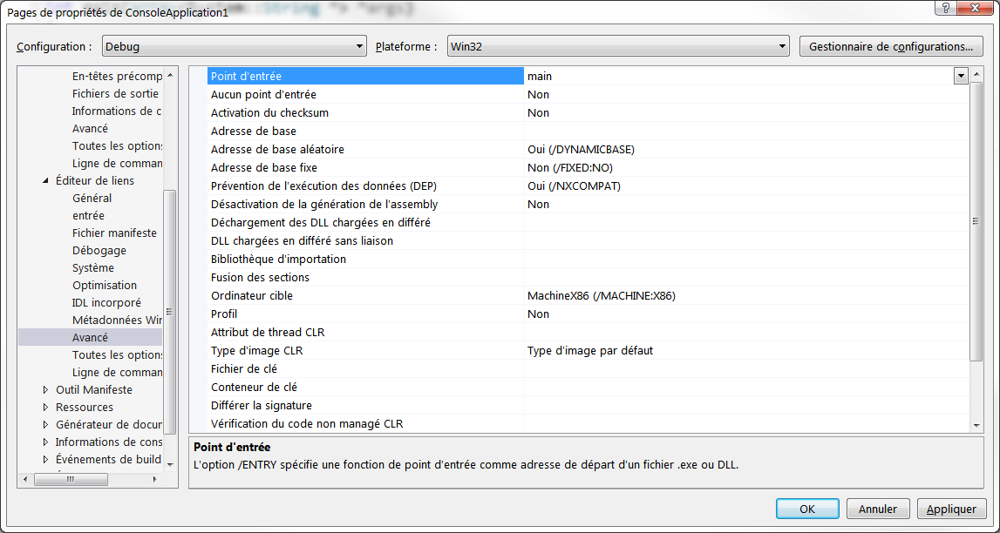 Pages de propriétés de ConsoleApplication1
Configuration : Debug Plateforme : Win32 Gestionnaire de configurations...
En-têtes précomp
Fichiers de sortie
Informations de c
Avancé
Toutes les option
Ligne de comman
Éditeur de liens
Général
entrée
Fichier manifeste
Débogage
Système
Optimisation
IDL incorporé
Métadonnées Wir
Avancé
Toutes les option
Ligne de comman
Outil Manifeste
Ressources
Générateur de docur
Informations de cons
Événements de build
Point d'entrée main
Aucun point d'entrée Non
Activation du checksum Non
Adresse de base
Adresse de base aléatoire Oui (/DYNAMICBASE)
Adresse de base fixe Non (/FIXED:NO)
Prévention de l'exécution des données (DEP) Oui (/NXCOMPAT)
Désactivation de la génération de l'assembly Non
Déchargement des DLL chargées en différé
DLL chargées en différé sans liaison
Bibliothèque d'importation
Fusion des sections
Ordinateur cible MachineX86 (/MACHINE:X86)
Profil Non
Attribut de thread CLR
Type d'image CLR Type d'image par défaut
Fichier de clé
Conteneur de clé
Différer la signature
Vérification du code non managé CLR
Point d'entrée
L'option /ENTRY spécifie une fonction de point d'entrée comme adresse de départ d'un fichier .exe ou DLL.
OK Annuler Appliquer